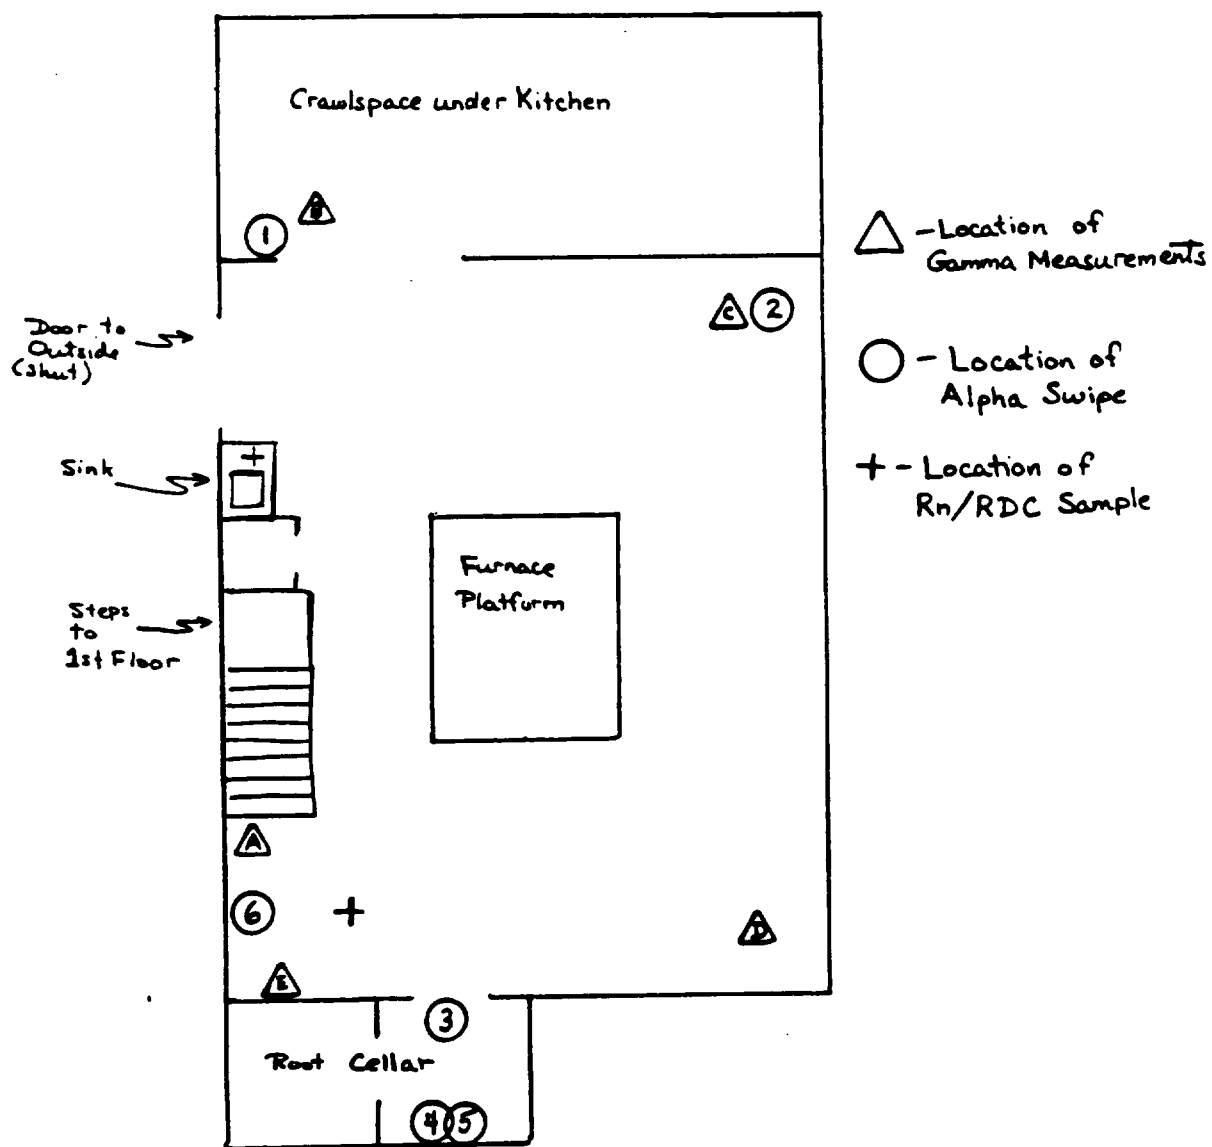 Crawlspace under Kitchen
B
1
△ - Location of
Gamma Measurements
C
2
Door to
Outside
(shut)
○ - Location of
Alpha Swipe
+
Sink
+ - Location of
Rn/RDC Sample
Furnace
Platform
Steps
to
1st Floor
A
6
+
D
E
3
Root Cellar
4
5